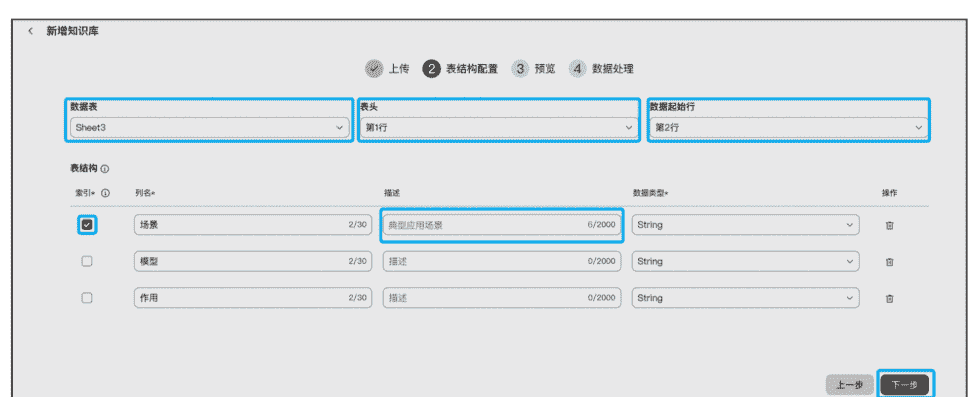 新增知识库
上传 2 表结构配置 3 预览 4 数据处理
数据表 表头 数据起始行
Sheet3 第1行 第2行
表结构
索引* 列名* 描述 数据类型* 操作
场景 2/30 典型应用场景 6/2000 String
模型 2/30 描述 0/2000 String
作用 2/30 描述 0/2000 String
上一步 下一步